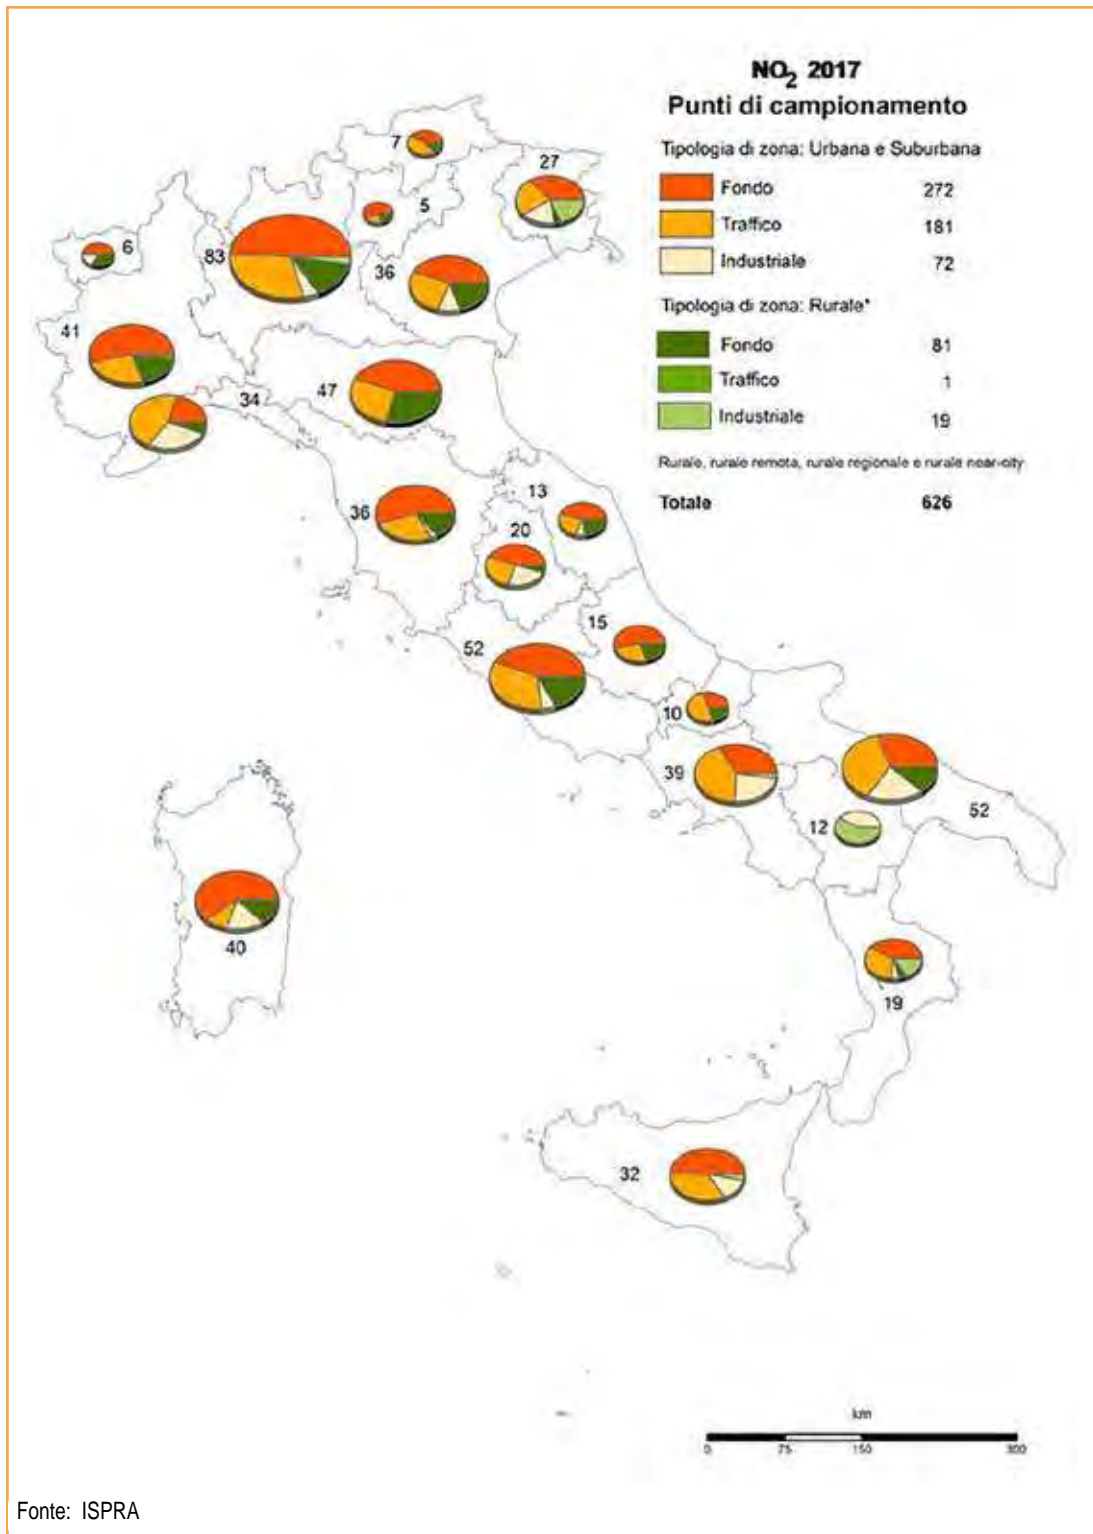 NO2 2017
Punti di campionamento
Tipologia di zona: Urbana e Suburbana
Fondo 272
Traffico 181
Industriale 72
Tipologia di zona: Rurale*
Fondo 81
Traffico 1
Industriale 19
Rurale, rurale remota, rurale regionale e rurale near-city
Totale 626
7
27
5
6
83
36
41
47
34
13
36
20
15
52
10
39
52
12
40
19
32
km
0 75 150 300
Fonte: ISPRA